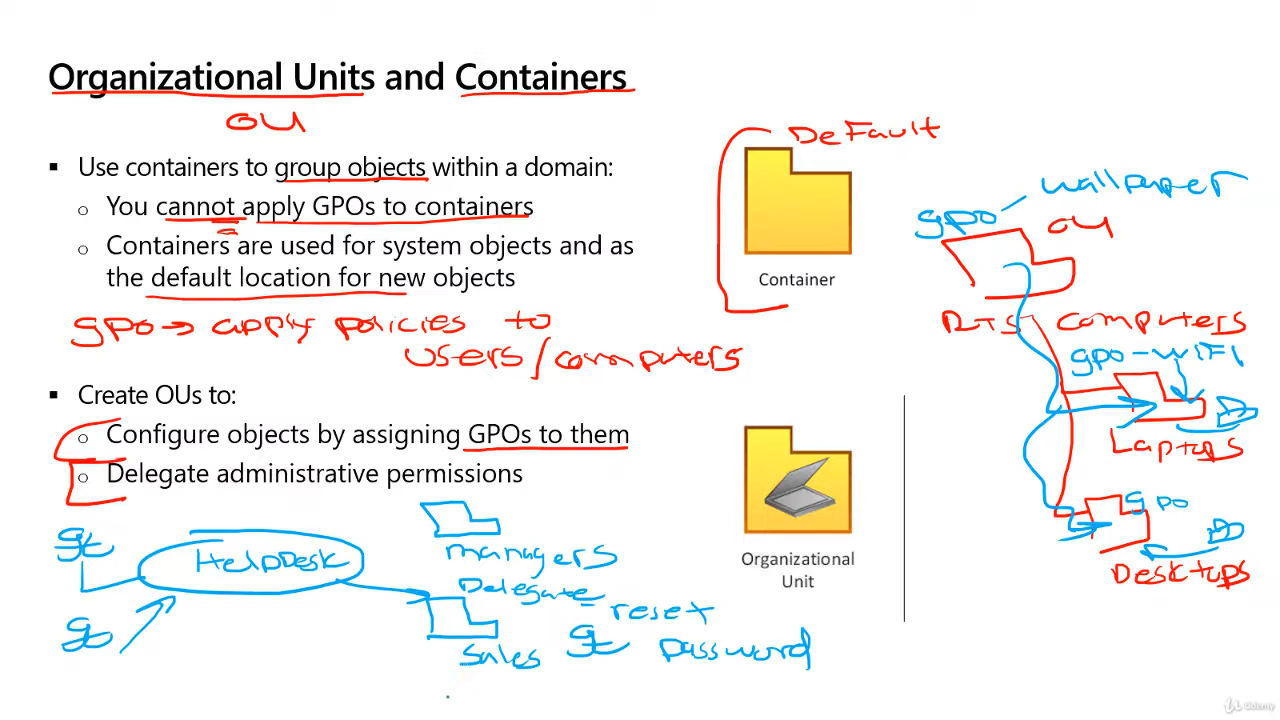 Organizational Units and Containers
OU
▪ Use containers to group objects within a domain:
o You cannot apply GPOs to containers
o Containers are used for system objects and as
the default location for new objects
gpo → apply policies to
users/computers
▪ Create OUs to:
o Configure objects by assigning GPOs to them
o Delegate administrative permissions
HelpDesk
managers
Delegate
reset
password
Sales
Default
Container
Organizational
Unit
wallpaper
gpo
OU
computers
gpo-WiFi
Laptops
gpo
Desktops
Udemy